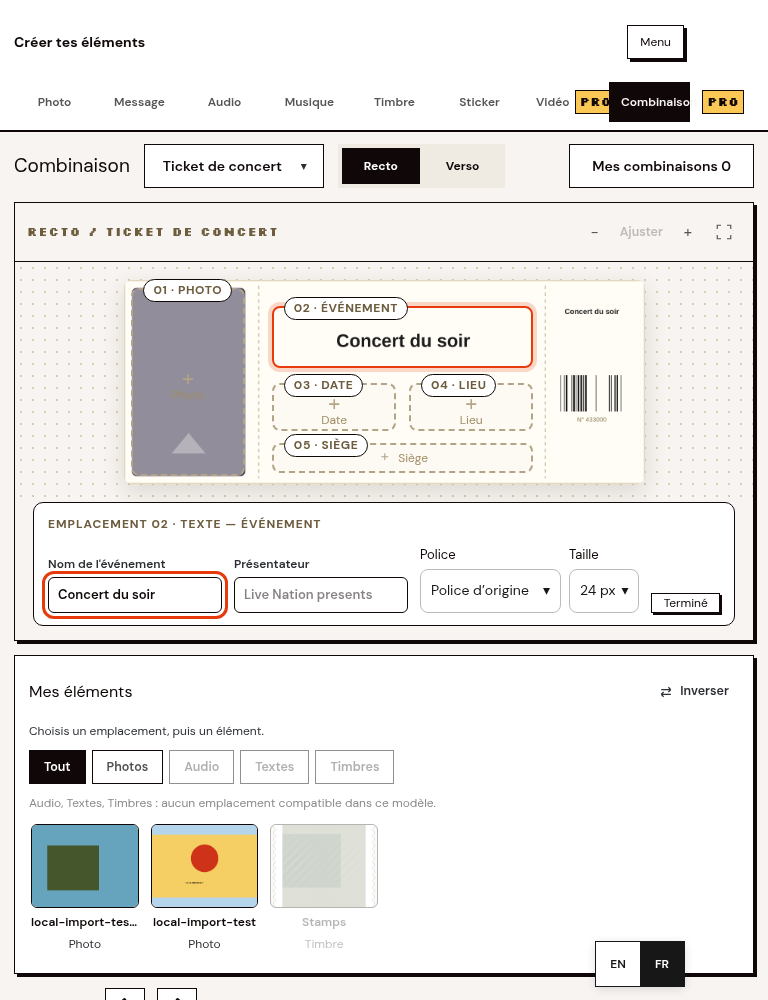 Créer tes éléments
Menu
Photo Message Audio Musique Timbre Sticker Vidéo PRO Combinaiso PRO
Combinaison Ticket de concert ▼ Recto Verso Mes combinaisons 0
RECTO / TICKET DE CONCERT − Ajuster +
01 · PHOTO
02 · ÉVÉNEMENT
Concert du soir
Concert du soir
03 · DATE 04 · LIEU
+ +
Date Lieu
N° 433000
05 · SIÈGE
+ Siège
EMPLACEMENT 02 · TEXTE — ÉVÉNEMENT
Nom de l'événement Présentateur Police Taille
Concert du soir Live Nation presents Police d’origine ▼ 24 px ▼ Terminé
Mes éléments ⇄ Inverser
Choisis un emplacement, puis un élément.
Tout Photos Audio Textes Timbres
Audio, Textes, Timbres : aucun emplacement compatible dans ce modèle.
local-import-tes… local-import-test Stamps
Photo Photo Timbre
EN FR